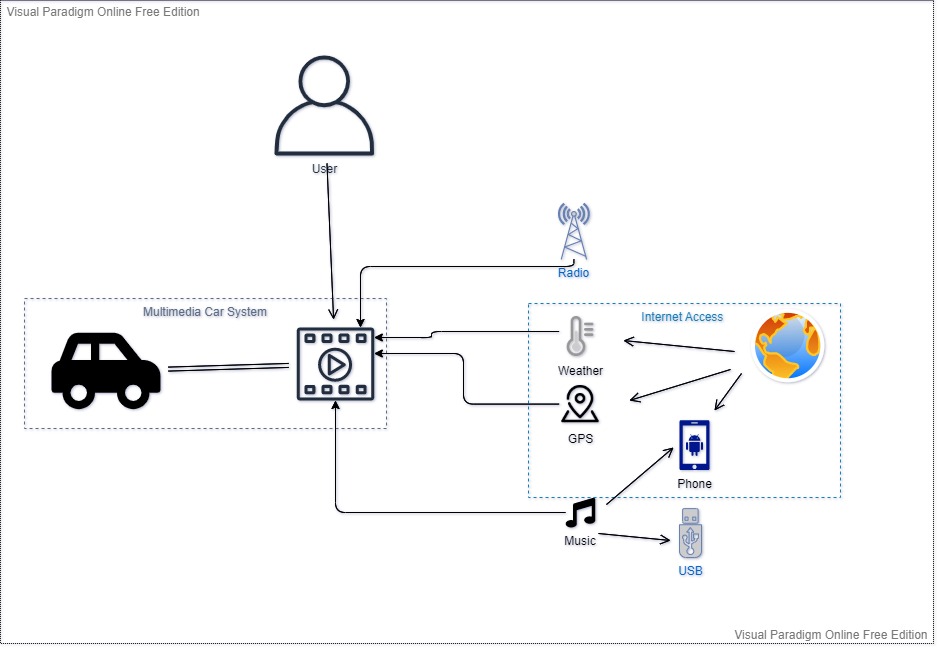 Visual Paradigm Online Free Edition
User
Radio
Multimedia Car System
Internet Access
Weather
GPS
Phone
Music
USB
Visual Paradigm Online Free Edition